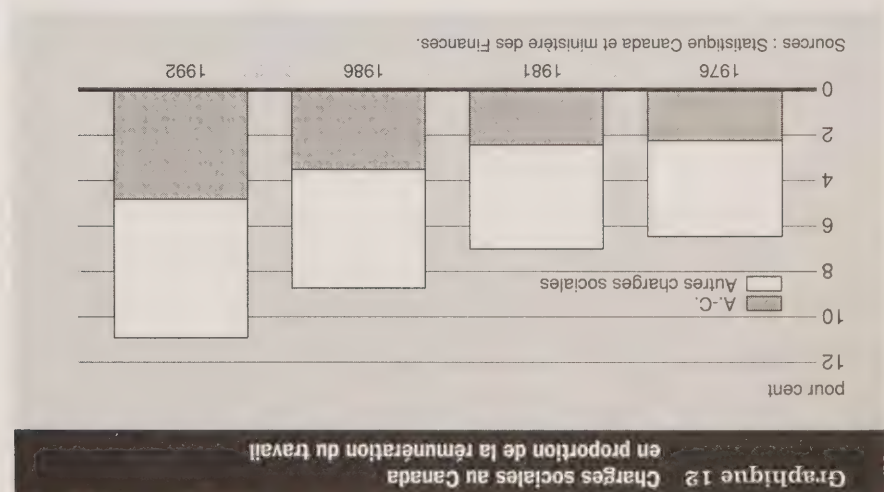 Graphique 12 Charges sociales au Canada
en proportion de la rémunération du travail
pour cent
12
10
8
6
4
2
0
A.-C.
Autres charges sociales
1976
1981
1986
1992
Sources : Statistique Canada et ministère des Finances.